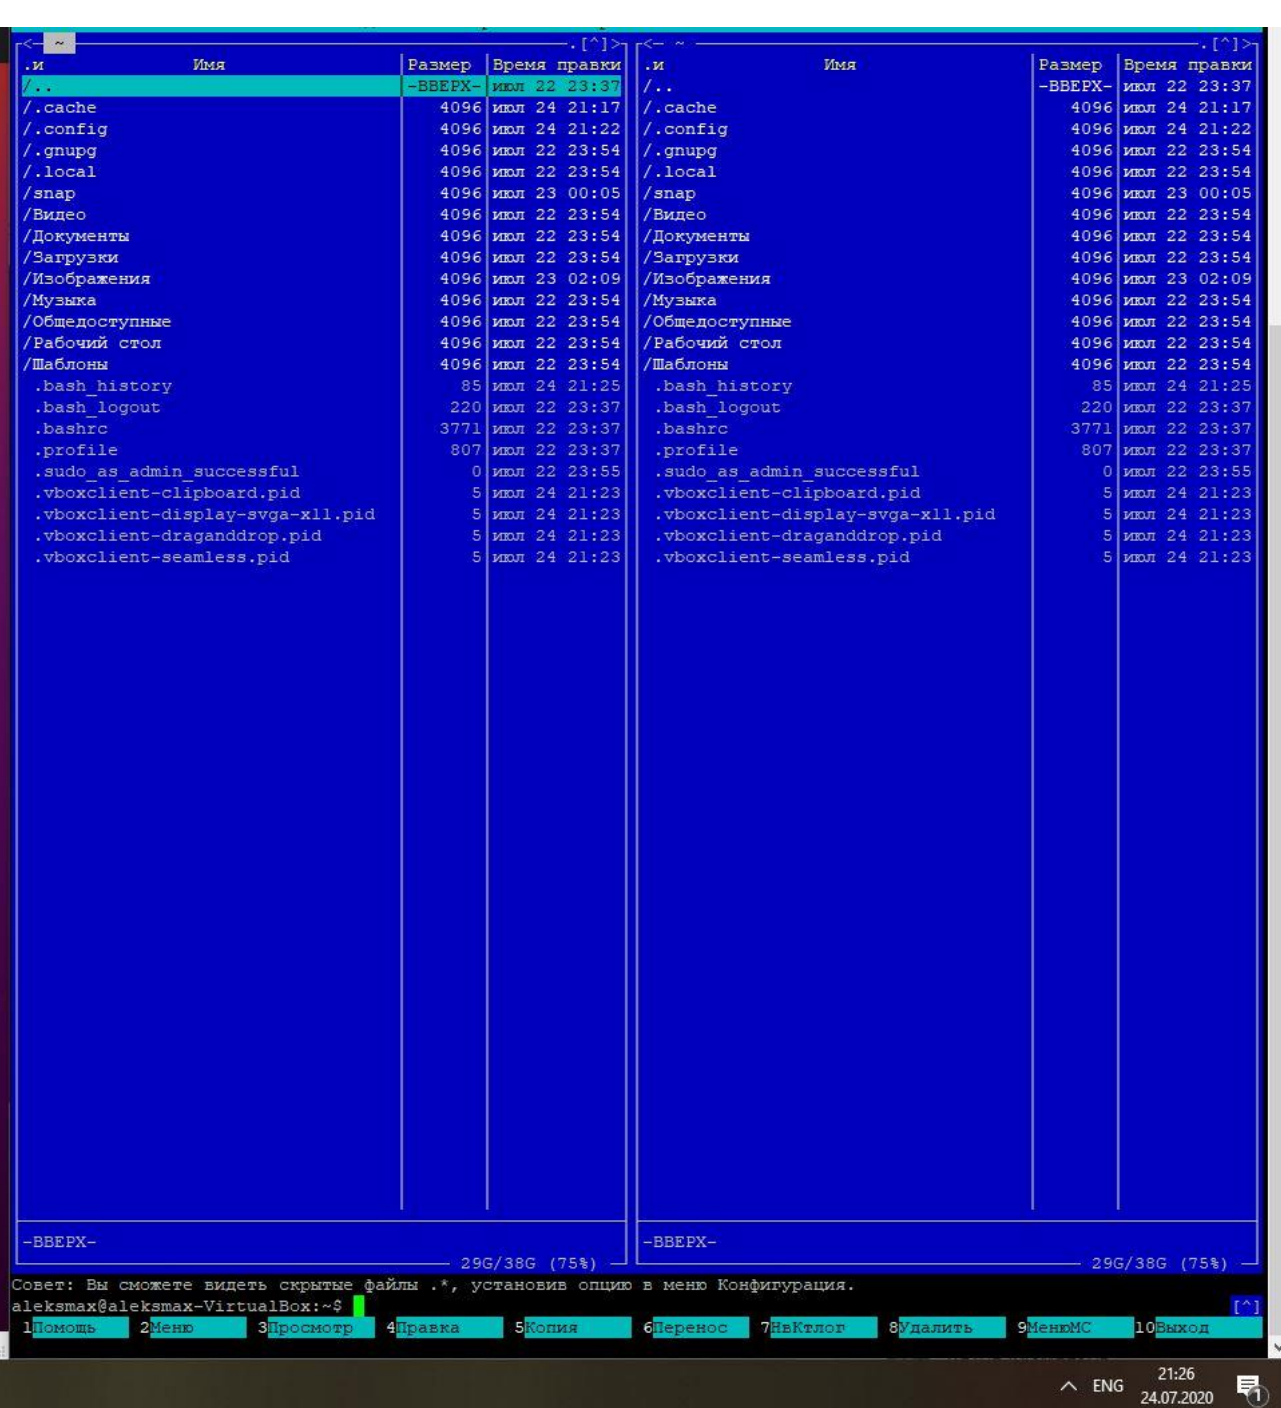 <- ~ .[^]>
.и Имя Размер Время правки
/.. -ВВЕРХ- июл 22 23:37
/.cache 4096 июл 24 21:17
/.config 4096 июл 24 21:22
/.gnupg 4096 июл 22 23:54
/.local 4096 июл 22 23:54
/snap 4096 июл 23 00:05
/Видео 4096 июл 22 23:54
/Документы 4096 июл 22 23:54
/Загрузки 4096 июл 22 23:54
/Изображения 4096 июл 23 02:09
/Музыка 4096 июл 22 23:54
/Общедоступные 4096 июл 22 23:54
/Рабочий стол 4096 июл 22 23:54
/Шаблоны 4096 июл 22 23:54
.bash_history 85 июл 24 21:25
.bash_logout 220 июл 22 23:37
.bashrc 3771 июл 22 23:37
.profile 807 июл 22 23:37
.sudo_as_admin_successful 0 июл 22 23:55
.vboxclient-clipboard.pid 5 июл 24 21:23
.vboxclient-display-svga-x11.pid 5 июл 24 21:23
.vboxclient-draganddrop.pid 5 июл 24 21:23
.vboxclient-seamless.pid 5 июл 24 21:23
-ВВЕРХ-
29G/38G (75%)
<- ~ .[^]>
.и Имя Размер Время правки
/.. -ВВЕРХ- июл 22 23:37
/.cache 4096 июл 24 21:17
/.config 4096 июл 24 21:22
/.gnupg 4096 июл 22 23:54
/.local 4096 июл 22 23:54
/snap 4096 июл 23 00:05
/Видео 4096 июл 22 23:54
/Документы 4096 июл 22 23:54
/Загрузки 4096 июл 22 23:54
/Изображения 4096 июл 23 02:09
/Музыка 4096 июл 22 23:54
/Общедоступные 4096 июл 22 23:54
/Рабочий стол 4096 июл 22 23:54
/Шаблоны 4096 июл 22 23:54
.bash_history 85 июл 24 21:25
.bash_logout 220 июл 22 23:37
.bashrc 3771 июл 22 23:37
.profile 807 июл 22 23:37
.sudo_as_admin_successful 0 июл 22 23:55
.vboxclient-clipboard.pid 5 июл 24 21:23
.vboxclient-display-svga-x11.pid 5 июл 24 21:23
.vboxclient-draganddrop.pid 5 июл 24 21:23
.vboxclient-seamless.pid 5 июл 24 21:23
-ВВЕРХ-
29G/38G (75%)
Совет: Вы сможете видеть скрытые файлы .*, установив опцию в меню Конфигурация.
aleksmax@aleksmax-VirtualBox:~$ [^]
1Помощь 2Меню 3Просмотр 4Правка 5Копия 6Перенос 7НвКтлог 8Удалить 9МенюMC 10Выход
ENG 21:26
24.07.2020 1